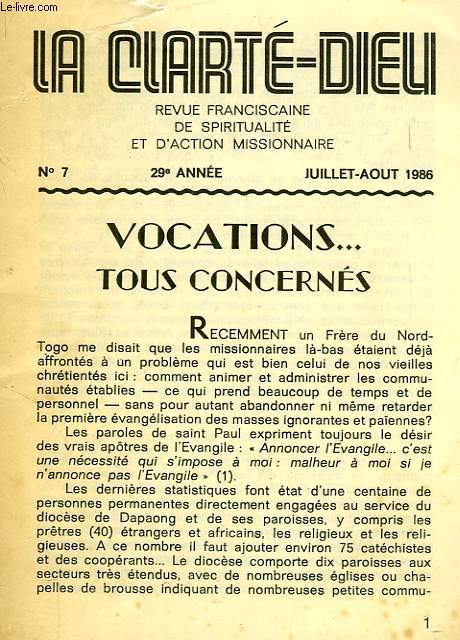 Le-livre.com
LA CLARTÉ-DIEU
REVUE FRANCISCAINE
DE SPIRITUALITÉ
ET D'ACTION MISSIONNAIRE
Nº 7 29e ANNÉE JUILLET-AOUT 1986
VOCATIONS...
TOUS CONCERNÉS
RECEMMENT un Frère du Nord-
Togo me disait que les missionnaires là-bas étaient déjà
affrontés à un problème qui est bien celui de nos vieilles
chrétientés ici : comment animer et administrer les commu-
nautés établies — ce qui prend beaucoup de temps et de
personnel — sans pour autant abandonner ni même retarder
la première évangélisation des masses ignorantes et païennes?
Les paroles de saint Paul expriment toujours le désir
des vrais apôtres de l'Evangile : « Annoncer l'Evangile... c'est
une nécessité qui s'impose à moi : malheur à moi si je
n'annonce pas l'Evangile » (1).
Les dernières statistiques font état d'une centaine de
personnes permanentes directement engagées au service du
diocèse de Dapaong et de ses paroisses, y compris les
prêtres (40) étrangers et africains, les religieux et les reli-
gieuses. A ce nombre il faut ajouter environ 75 catéchistes
et des coopérants... Le diocèse comporte dix paroisses aux
secteurs très étendus, avec de nombreuses églises ou cha-
pelles de brousse indiquant de nombreuses petites commu-
1